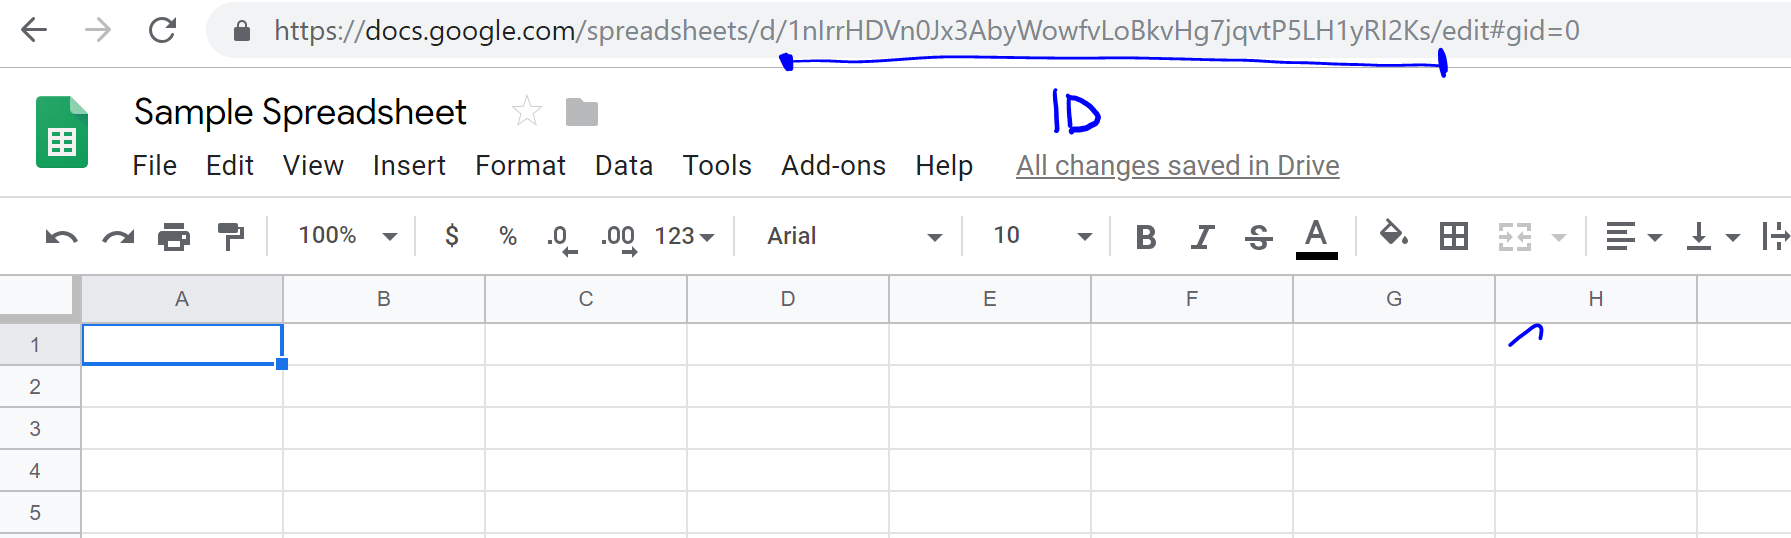 https://docs.google.com/spreadsheets/d/1nIrrHDVn0Jx3AbyWowfvLoBkvHg7jqvtP5LH1yRI2Ks/edit#gid=0
ID
Sample Spreadsheet
File Edit View Insert Format Data Tools Add-ons Help All changes saved in Drive
100% $ % .0 .00 123 Arial 10 B I S A
A B C D E F G H
1
2
3
4
5